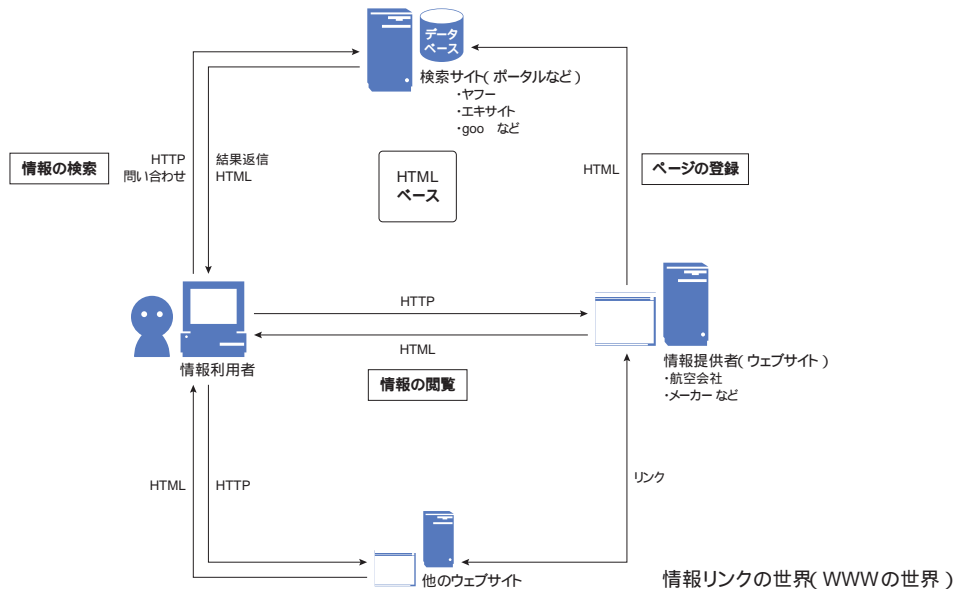 データ
ベース
検索サイト(ポータルなど)
・ヤフー
・エキサイト
・goo など
情報の検索
HTTP
問い合わせ
結果返信
HTML
HTML
ベース
HTML
ページの登録
HTTP
HTML
情報利用者
情報の閲覧
情報提供者(ウェブサイト)
・航空会社
・メーカー など
HTML
HTTP
リンク
他のウェブサイト
情報リンクの世界(WWWの世界)